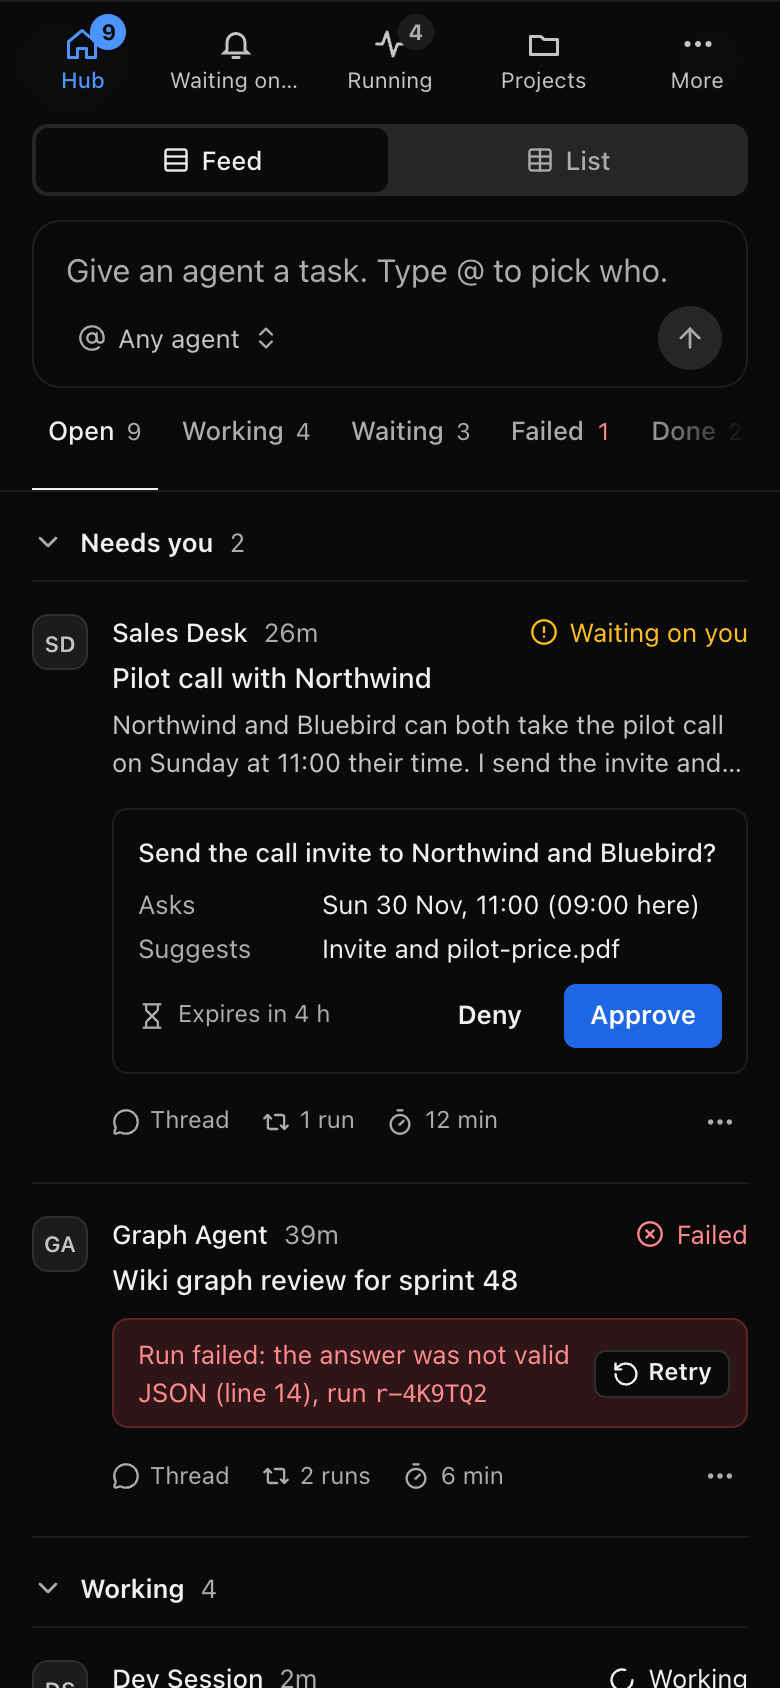 9
4
Hub
Waiting on...
Running
Projects
More
Feed
List
Give an agent a task. Type @ to pick who.
@ Any agent
Open 9
Working 4
Waiting 3
Failed 1
Done 2
Needs you 2
SD
Sales Desk 26m
Waiting on you
Pilot call with Northwind
Northwind and Bluebird can both take the pilot call
on Sunday at 11:00 their time. I send the invite and...
Send the call invite to Northwind and Bluebird?
Asks Sun 30 Nov, 11:00 (09:00 here)
Suggests Invite and pilot-price.pdf
Expires in 4 h
Deny
Approve
Thread
1 run
12 min
GA
Graph Agent 39m
Failed
Wiki graph review for sprint 48
Run failed: the answer was not valid
JSON (line 14), run r-4K9TQ2
Retry
Thread
2 runs
6 min
Working 4
DS
Dev Session 2m
Working